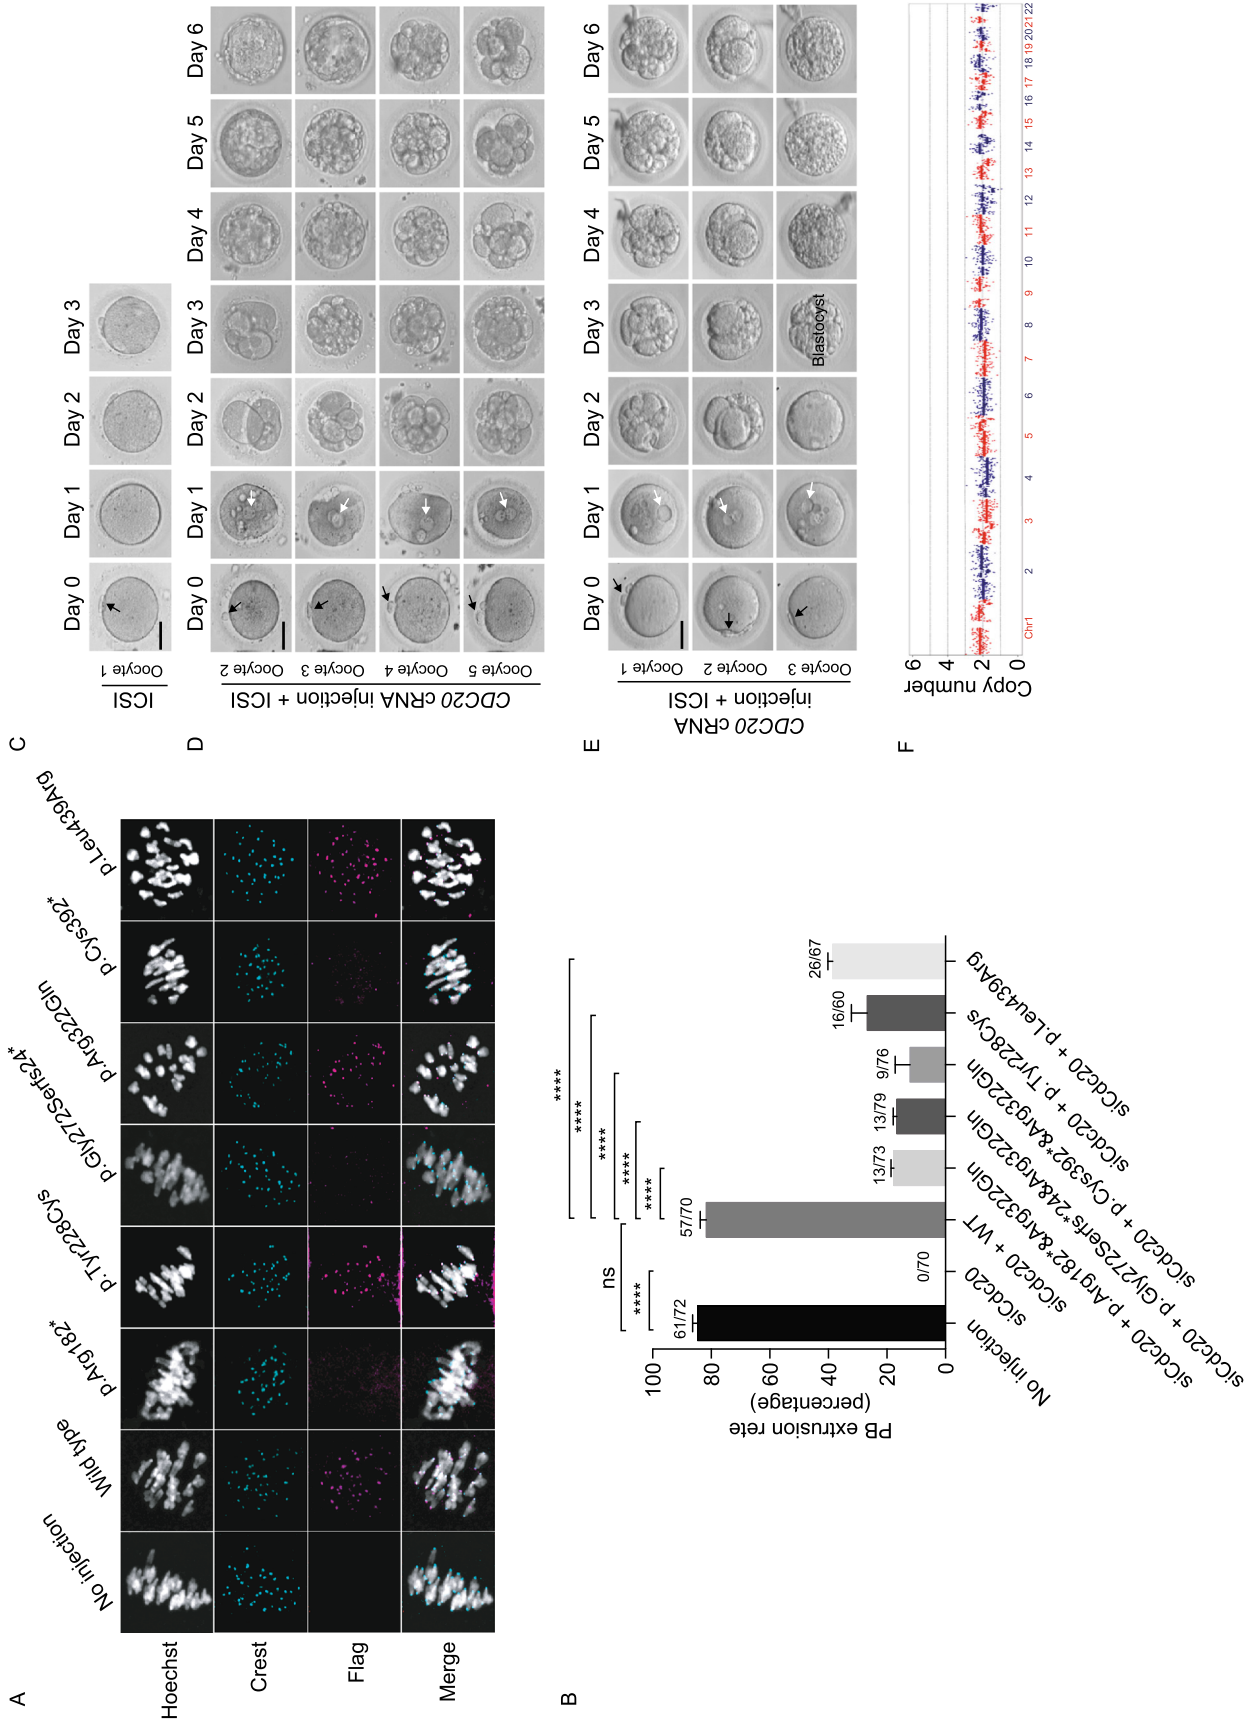 A
No injection
Wild type
p.Arg182*
p.Tyr228Cys
p.Gly272Serfs24*
p.Arg322Gln
p.Cys392*
p.Leu439Arg
Hoechst
Crest
Flag
Merge
B
PB extrusion rete
(percentage)
100
80
60
40
20
0
ns
****
****
****
****
****
****
61/72
0/70
57/70
13/73
13/79
9/76
16/60
26/67
No injection
siCdc20
siCdc20 + WT
siCdc20 + p.Arg182*&Arg322Gln
siCdc20 + p.Gly272Serfs*24&Arg322Gln
siCdc20 + p.Cys392*&Arg322Gln
siCdc20 + p. Tyr228Cys
siCdc20 + p.Leu439Arg
C
Day 0
Day 1
Day 2
Day 3
ICSI
Oocyte 1
D
Day 0
Day 1
Day 2
Day 3
Day 4
Day 5
Day 6
CDC20 cRNA injection + ICSI
Oocyte 2
Oocyte 3
Oocyte 4
Oocyte 5
E
Day 0
Day 1
Day 2
Day 3
Day 4
Day 5
Day 6
CDC20 cRNA
injection + ICSI
Oocyte 1
Oocyte 2
Oocyte 3
Blastocyst
F
Copy number
6
4
2
0
Chr1 2 3 4 5 6 7 8 9 10 11 12 13 14 15 16 17 18 19 20 21 22